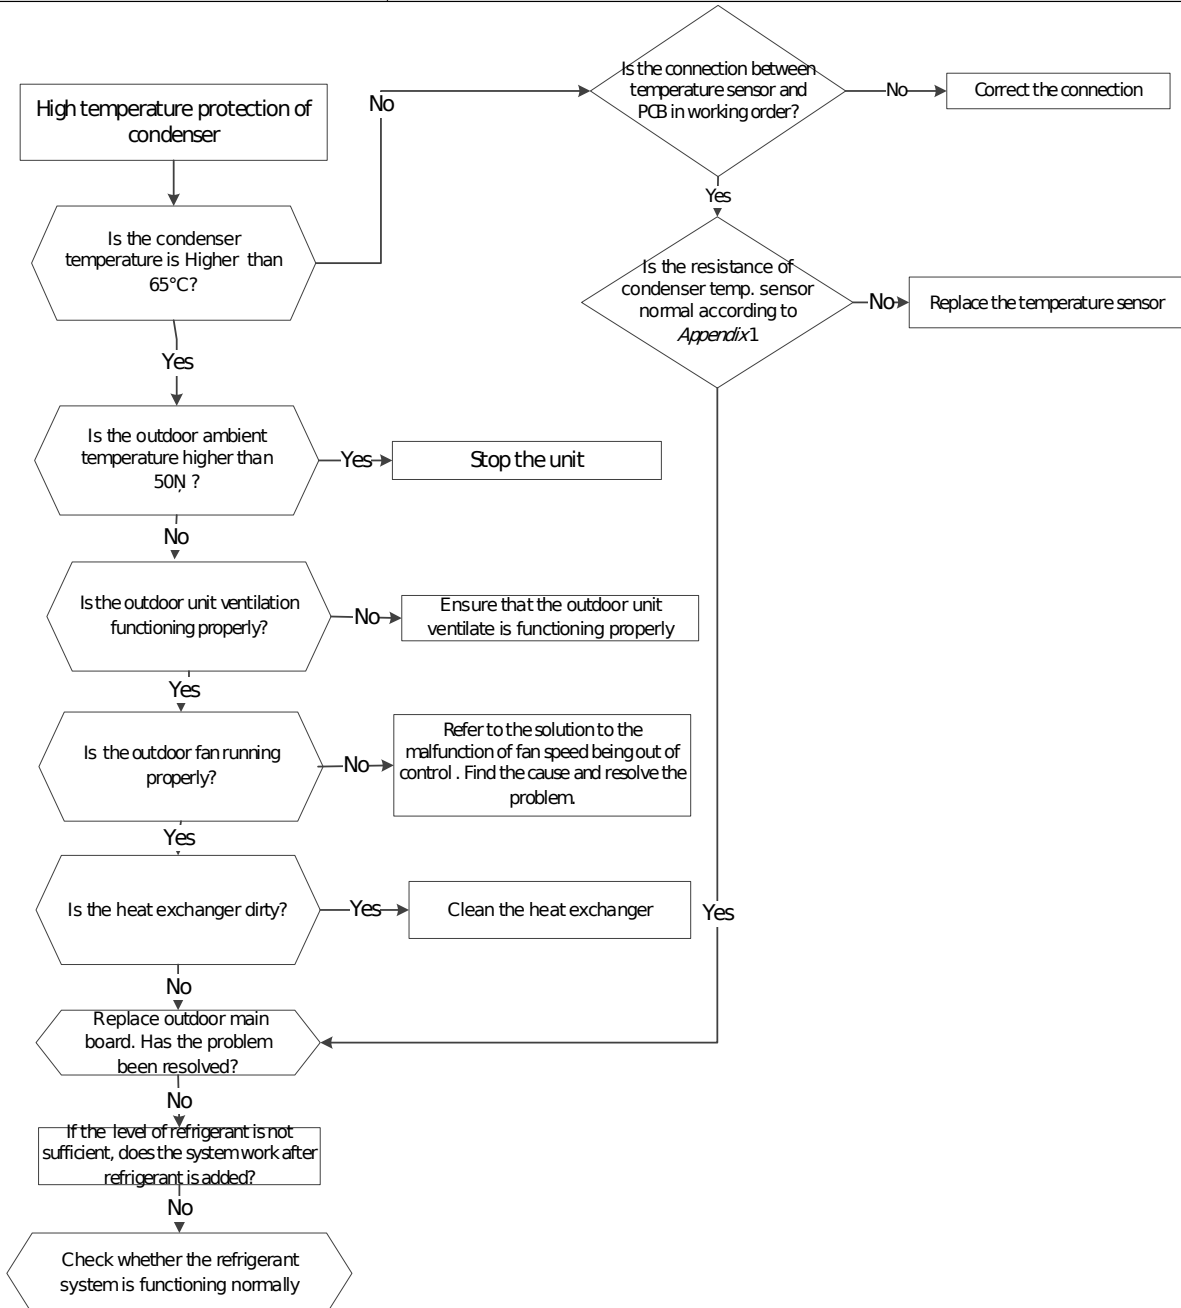 High temperature protection of
condenser
No
Is the connection between
temperature sensor and
PCB in working order?
No
Correct the connection
Yes
Is the condenser
temperature is Higher than
65°C?
Is the resistance of
condenser temp. sensor
normal according to
Appendix 1
No
Replace the temperature sensor
Yes
Is the outdoor ambient
temperature higher than
50Ņ ?
Yes
Stop the unit
No
Is the outdoor unit ventilation
functioning properly?
No
Ensure that the outdoor unit
ventilate is functioning properly
Yes
Is the outdoor fan running
properly?
No
Refer to the solution to the
malfunction of fan speed being out of
control . Find the cause and resolve the
problem.
Yes
Is the heat exchanger dirty?
Yes
Clean the heat exchanger
Yes
No
Replace outdoor main
board. Has the problem
been resolved?
No
If the level of refrigerant is not
sufficient, does the system work after
refrigerant is added?
No
Check whether the refrigerant
system is functioning normally